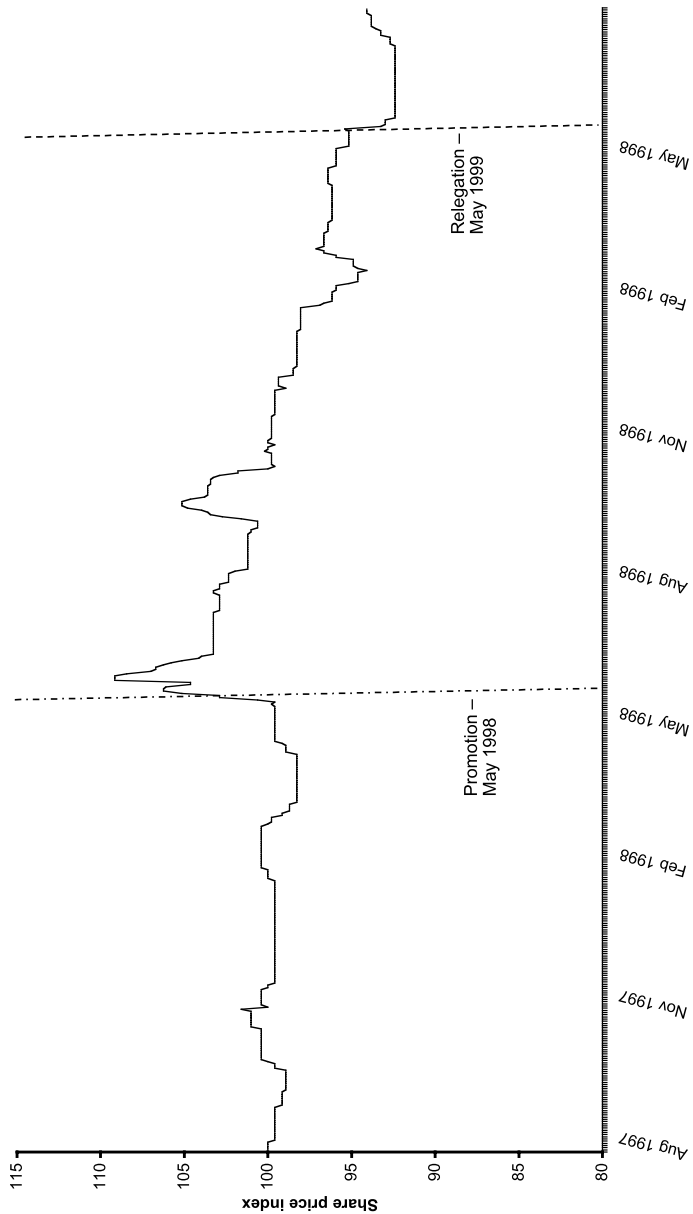 115
110
105
100
95
90
85
80
Share price index
Aug 1997
Nov 1997
Feb 1998
May 1998
Aug 1998
Nov 1998
Feb 1998
May 1998
Promotion –
May 1998
Relegation –
May 1999